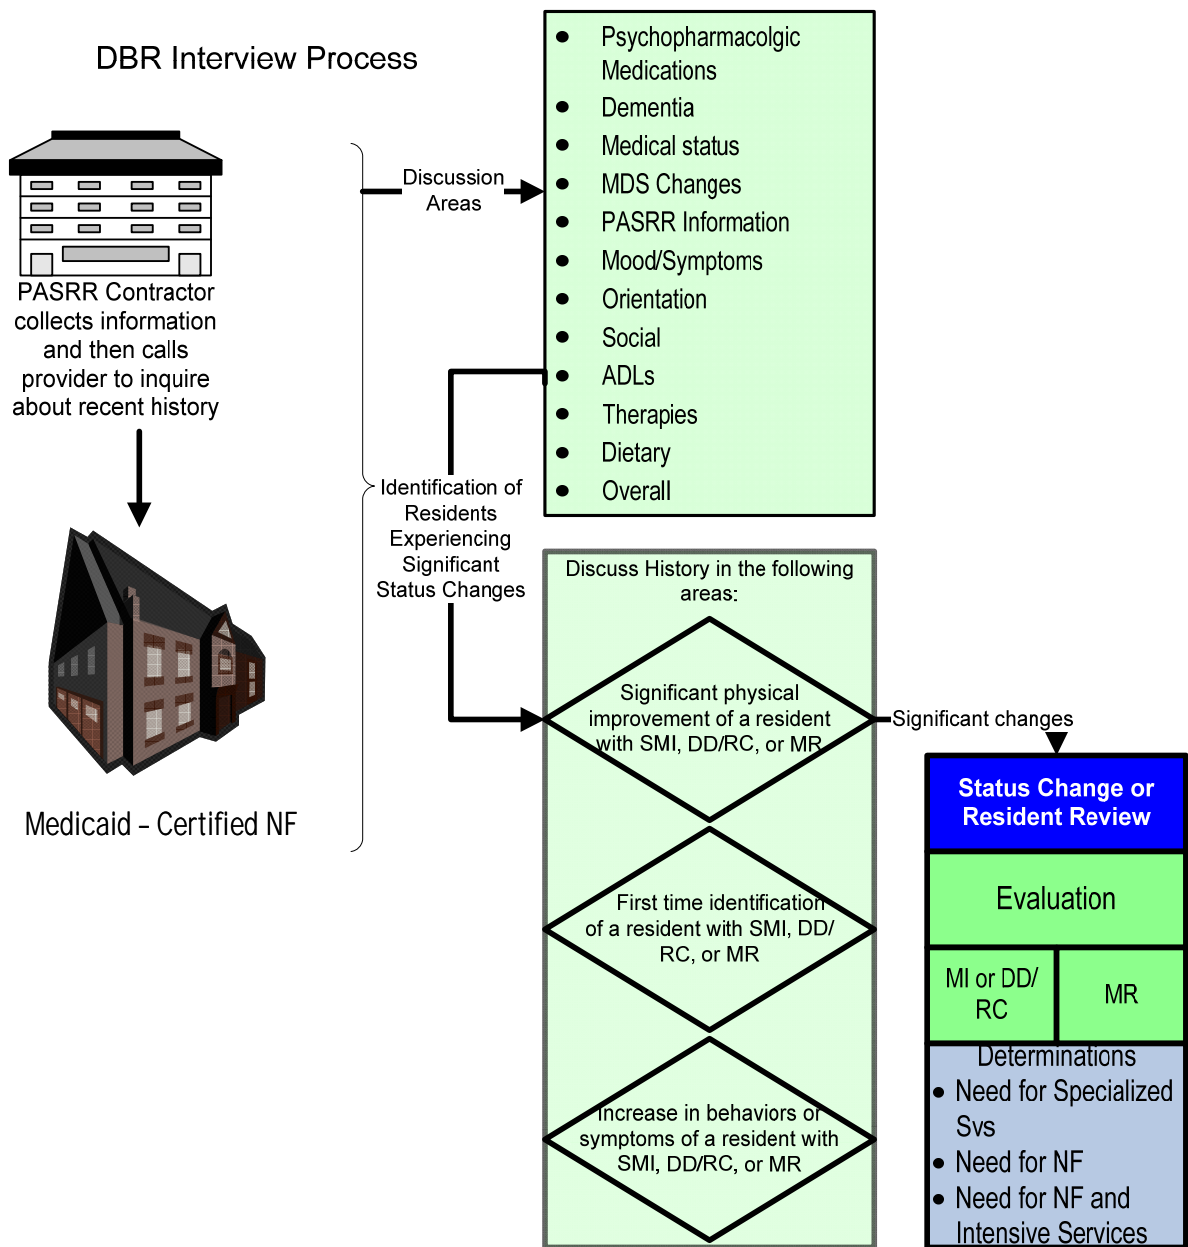 DBR Interview Process
PASRR Contractor
collects information
and then calls
provider to inquire
about recent history
Medicaid – Certified NF
Discussion
Areas
• Psychopharmacolgic
Medications
• Dementia
• Medical status
• MDS Changes
• PASRR Information
• Mood/Symptoms
• Orientation
• Social
• ADLs
• Therapies
• Dietary
• Overall
Identification of
Residents
Experiencing
Significant
Status Changes
Discuss History in the following
areas:
Significant physical
improvement of a resident
with SMI, DD/RC, or MR
First time identification
of a resident with SMI, DD/
RC, or MR
Increase in behaviors or
symptoms of a resident with
SMI, DD/RC, or MR
Significant changes
Status Change or
Resident Review
Evaluation
MI or DD/
RC
MR
Determinations
• Need for Specialized
Svs
• Need for NF
• Need for NF and
Intensive Services